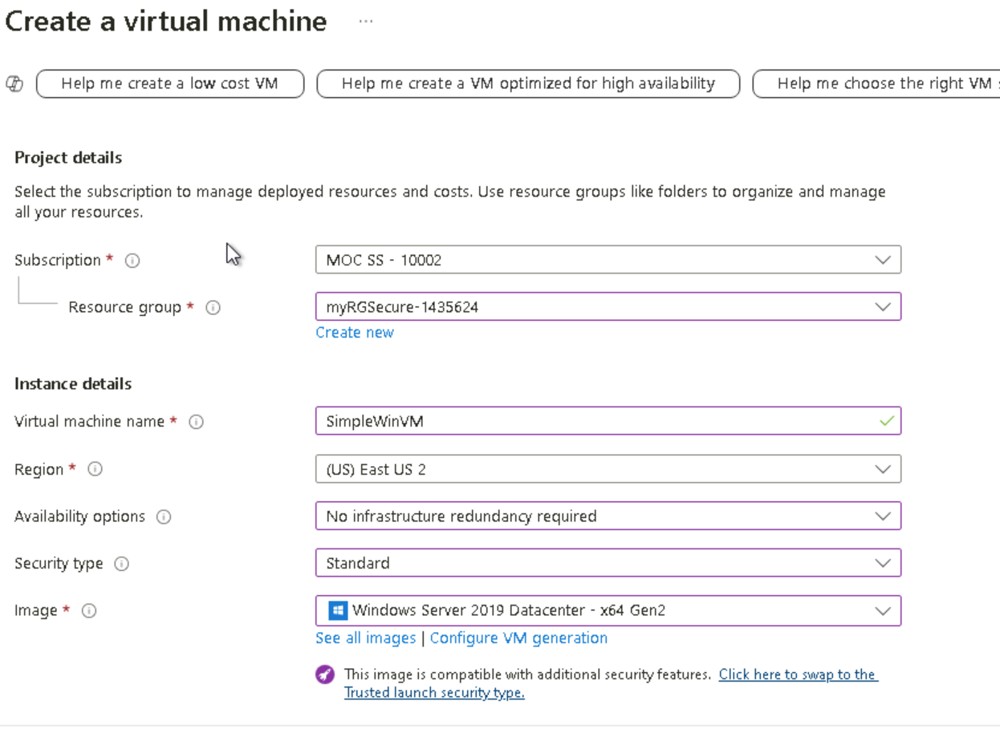 Create a virtual machine ...
Help me create a low cost VM
Help me create a VM optimized for high availability
Help me choose the right VM
Project details
Select the subscription to manage deployed resources and costs. Use resource groups like folders to organize and manage
all your resources.
Subscription *
MOC SS - 10002
Resource group *
myRGSecure-1435624
Create new
Instance details
Virtual machine name *
SimpleWinVM
Region *
(US) East US 2
Availability options
No infrastructure redundancy required
Security type
Standard
Image *
Windows Server 2019 Datacenter - x64 Gen2
See all images | Configure VM generation
This image is compatible with additional security features. Click here to swap to the
Trusted launch security type.